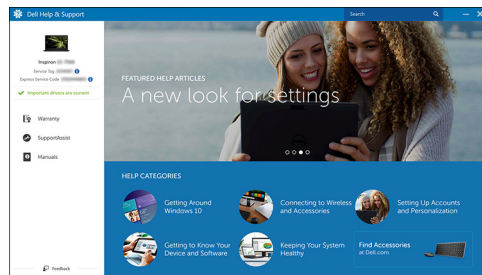 Dell Help & Support
Search
Inspiron
Service Tag
Express Service Code
Important drivers are current
Warranty
SupportAssist
Manuals
Feedback
FEATURED HELP ARTICLES
A new look for settings
HELP CATEGORIES
Getting Around
Windows 10
Connecting to Wireless
and Accessories
Setting Up Accounts
and Personalization
Getting to Know Your
Device and Software
Keeping Your System
Healthy
Find Accessories
at Dell.com